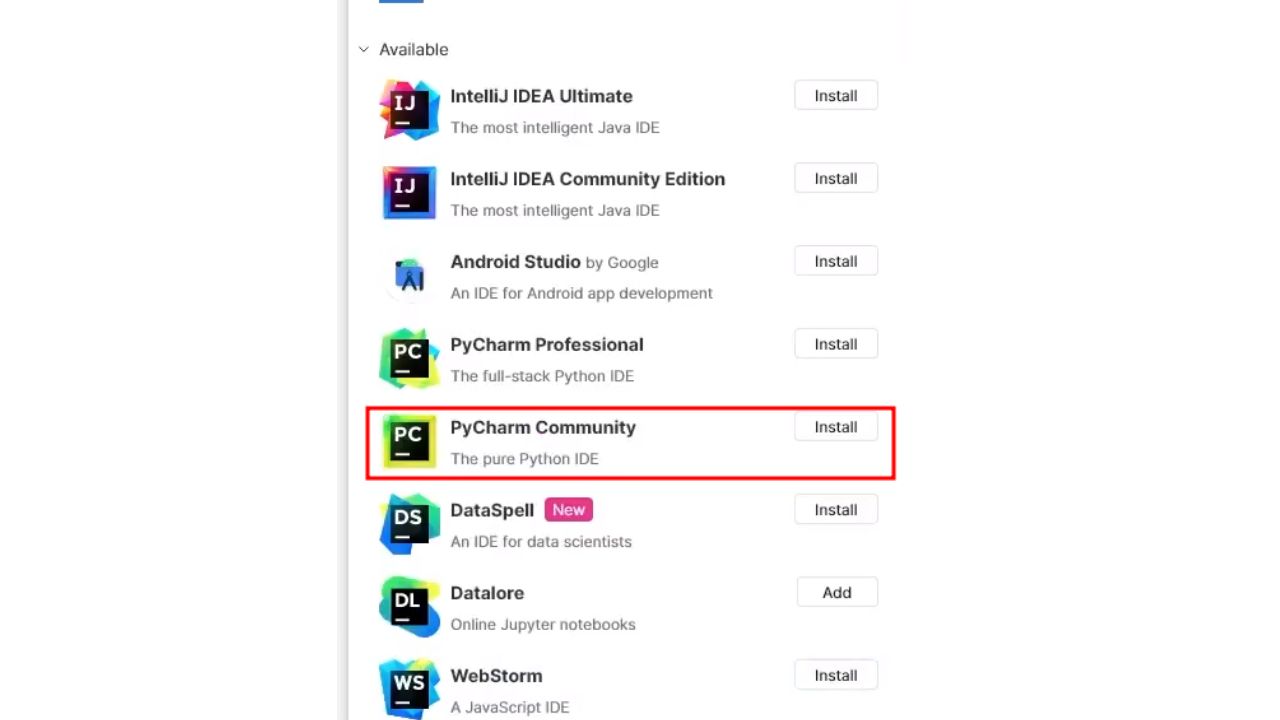 Available
IJ
IntelliJ IDEA Ultimate
Install
The most intelligent Java IDE
IJ
IntelliJ IDEA Community Edition
Install
The most intelligent Java IDE
Android Studio by Google
Install
An IDE for Android app development
PC
PyCharm Professional
Install
The full-stack Python IDE
PC
PyCharm Community
Install
The pure Python IDE
DS
DataSpell New
Install
An IDE for data scientists
DL
Datalore
Add
Online Jupyter notebooks
WS
WebStorm
Install
A JavaScript IDE